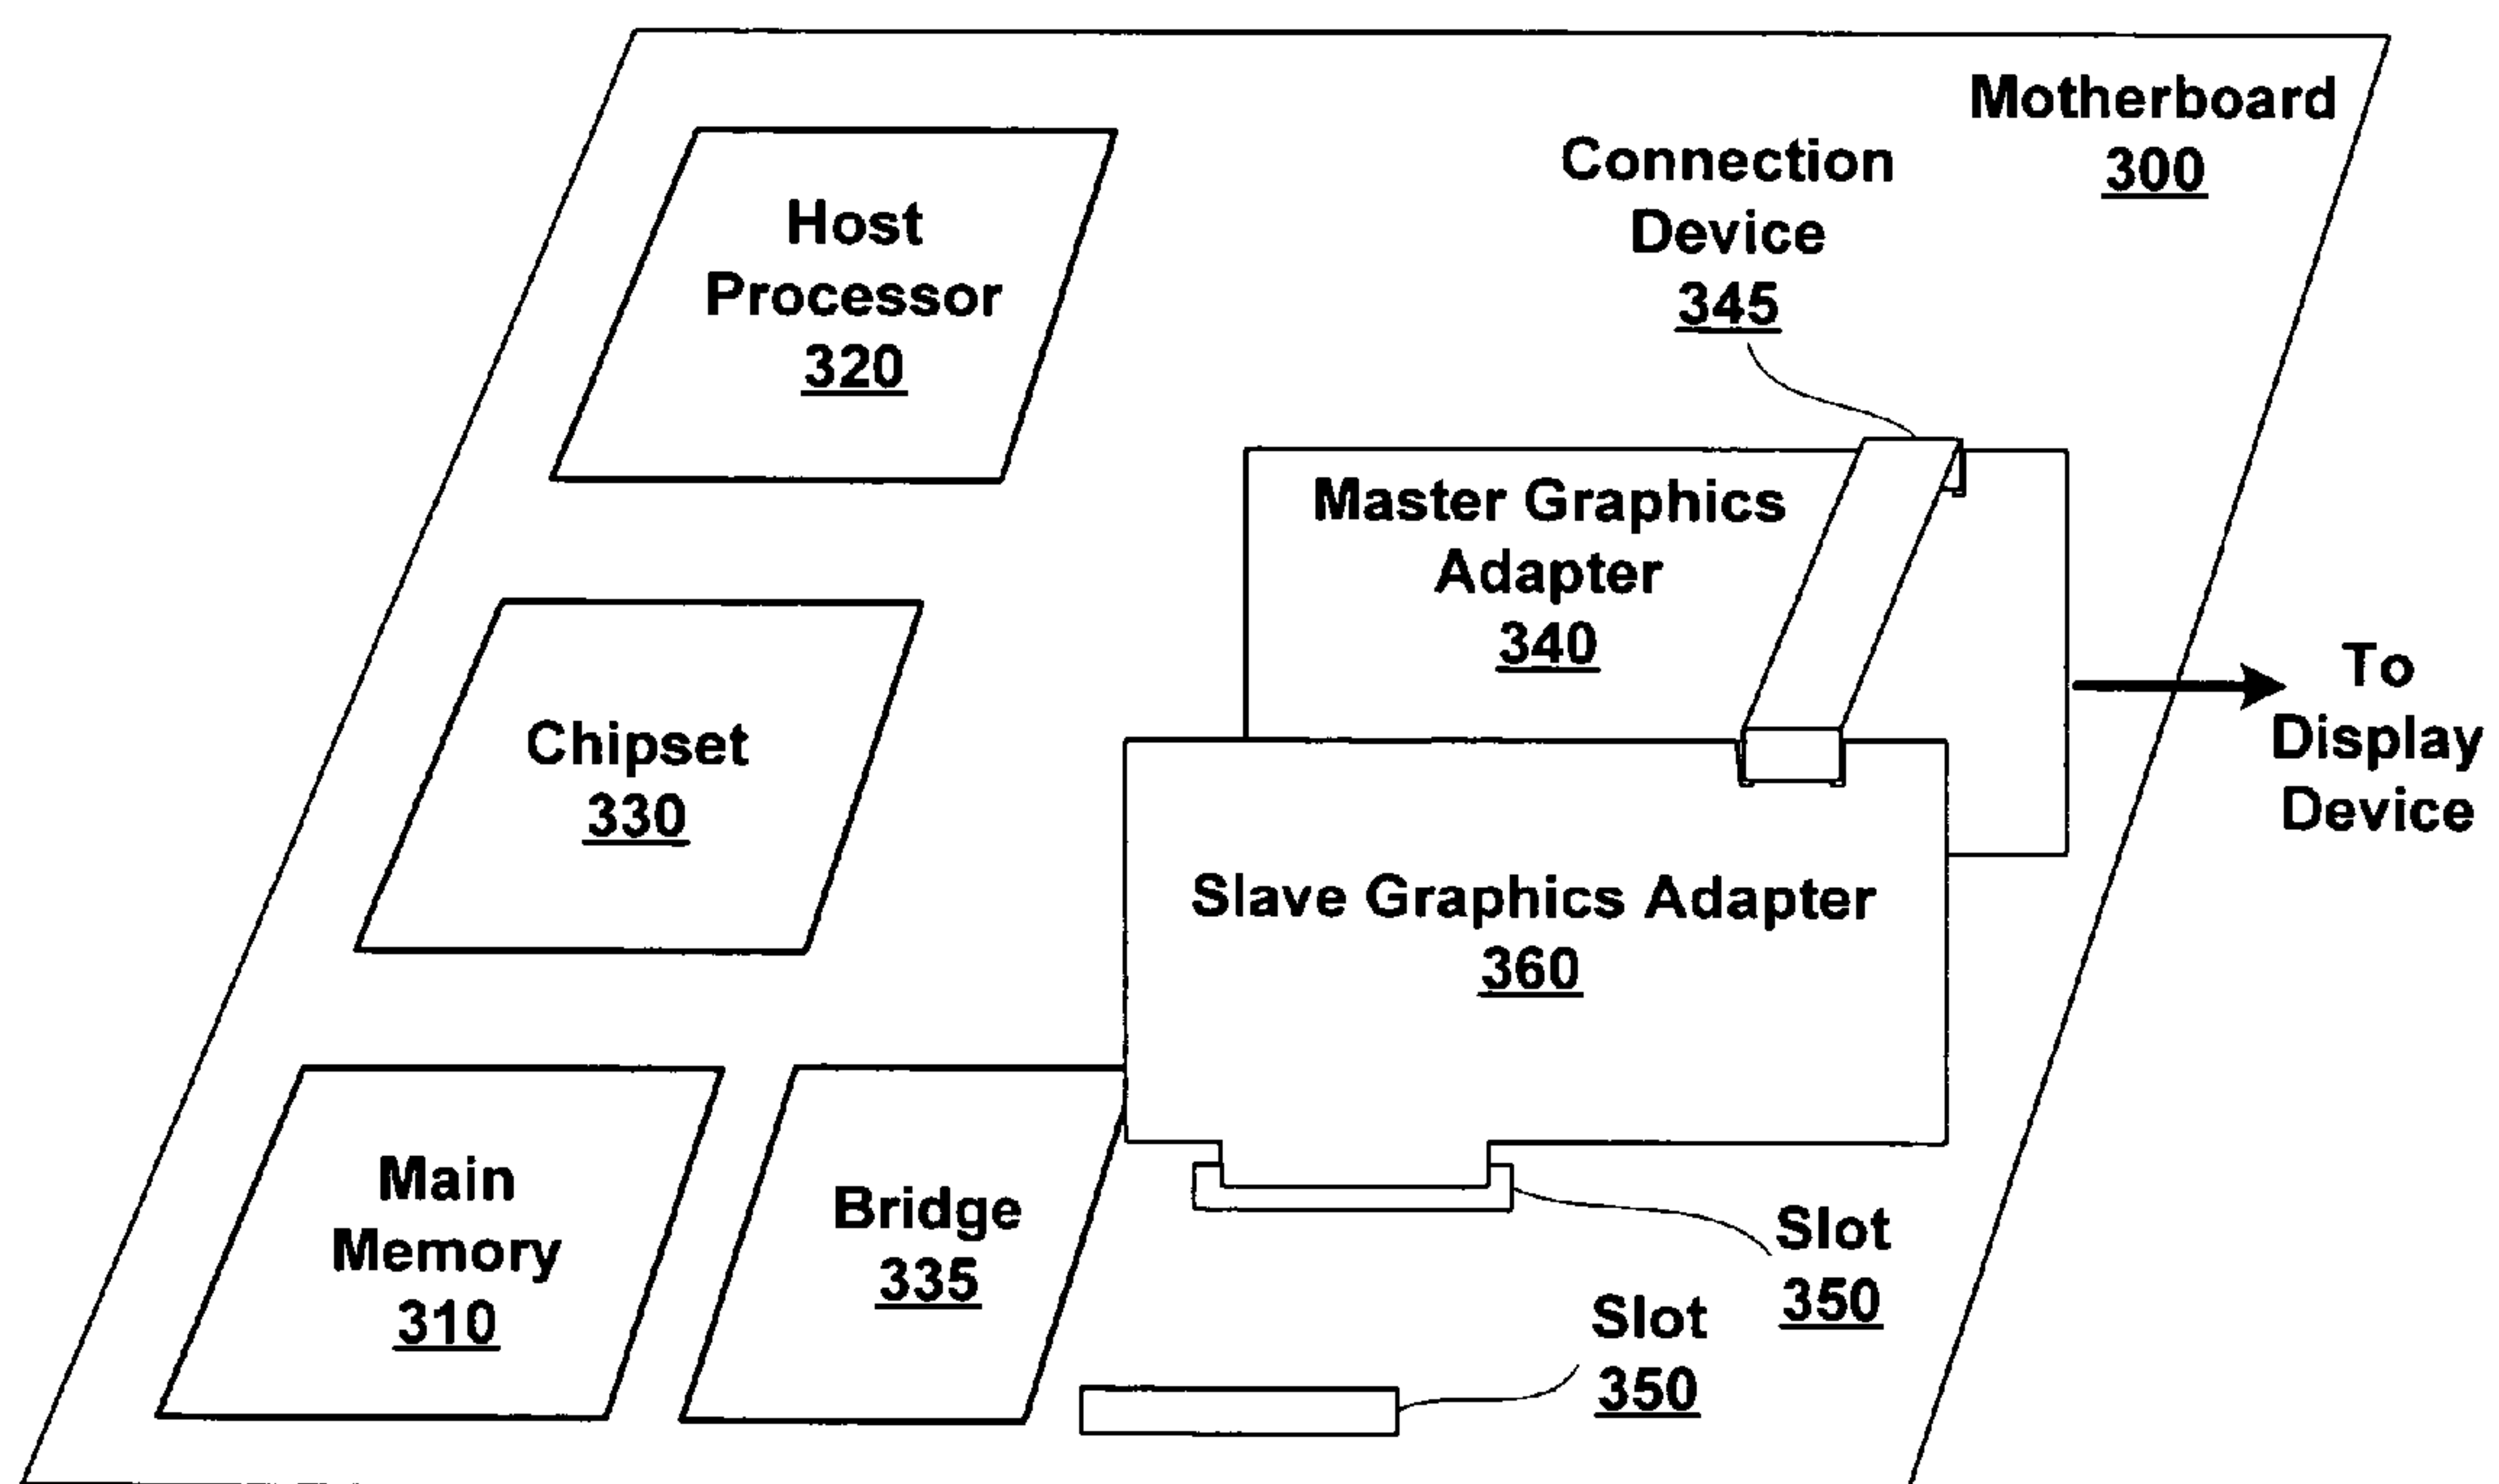 Motherboard
300
Connection
Device
345
Host
Processor
320
Master Graphics
Adapter
340
To
Display
Device
Chipset
330
Slave Graphics Adapter
360
Main
Memory
310
Bridge
335
Slot
350
Slot
350